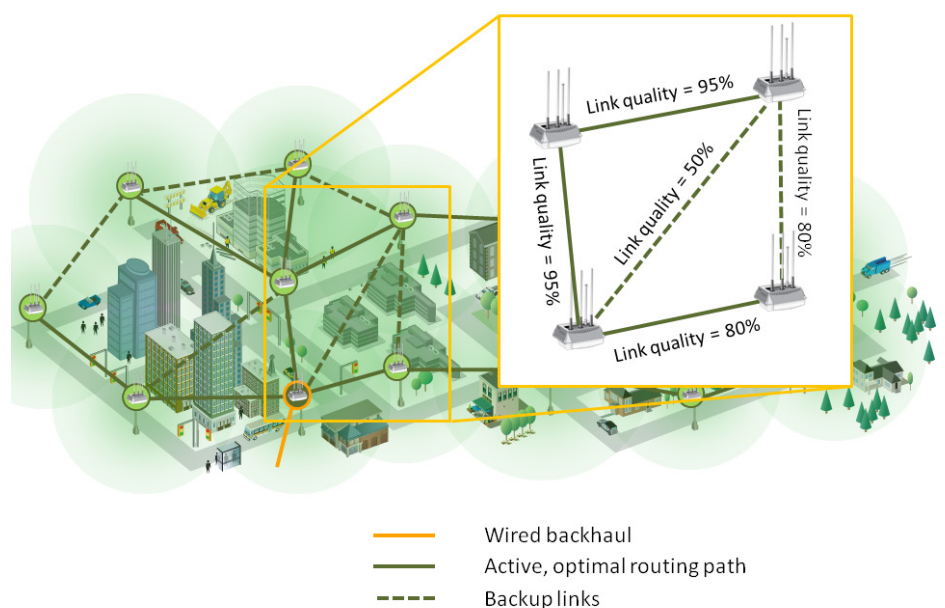 Link quality = 95%
Link quality = 50%
Link quality = 80%
Link quality = 95%
Link quality = 80%
Wired backhaul
Active, optimal routing path
Backup links